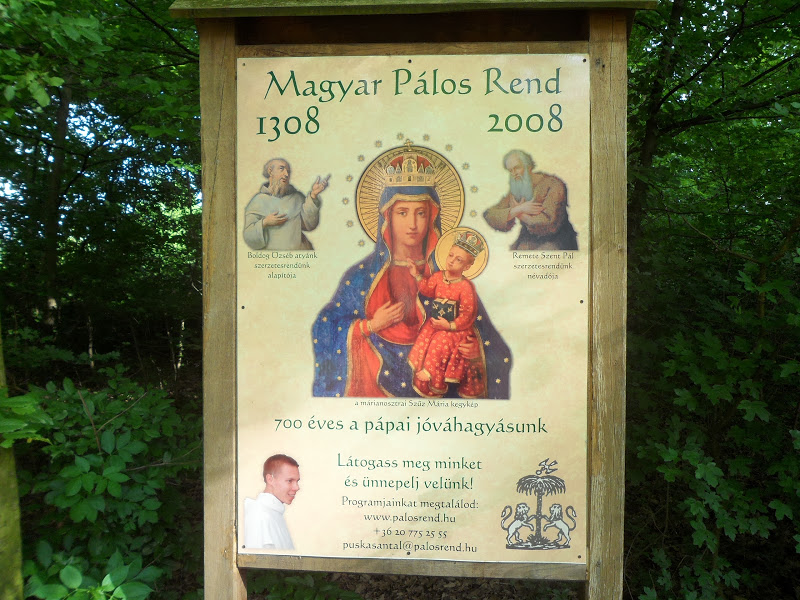 Magyar Pálos Rend
1308 2008
Boldog Özséb atyánk
szerzetesrendünk
alapítója
Remete Szent Pál
szerzetesrendünk
névadója
a márianosztrai Szűz Mária kegykép
700 éves a pápai jóváhagyásunk
Látogass meg minket
és ünnepelj velünk!
Programjainkat megtalálod:
www.palosrend.hu
+36 20 775 25 55
puskasantal@palosrend.hu